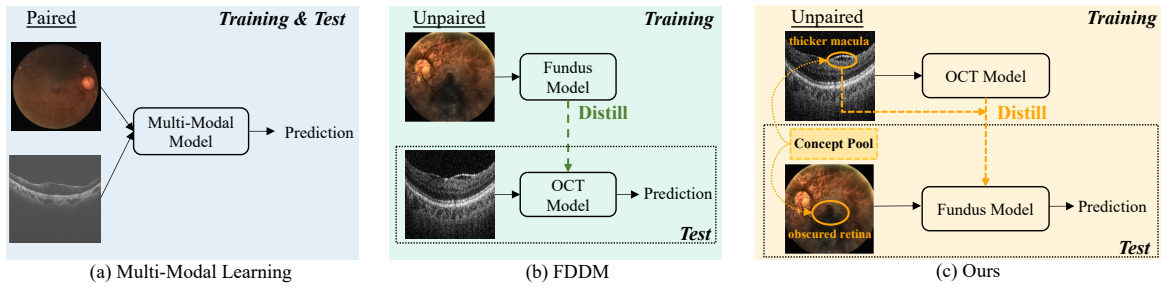 Paired
Training & Test
Multi-Modal
Model
Prediction
(a) Multi-Modal Learning
Unpaired
Training
Fundus
Model
Distill
OCT
Model
Prediction
Test
(b) FDDM
Unpaired
Training
thicker macula
OCT Model
Distill
Concept Pool
obscured retina
Fundus Model
Prediction
Test
(c) Ours